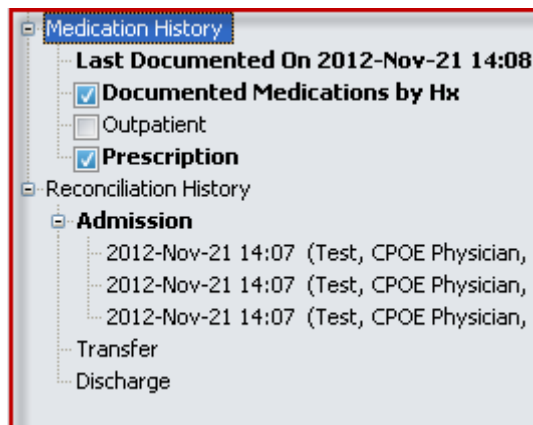 Medication History
Last Documented On 2012-Nov-21 14:08
Documented Medications by Hx
Outpatient
Prescription
Reconciliation History
Admission
2012-Nov-21 14:07 (Test, CPOE Physician,
2012-Nov-21 14:07 (Test, CPOE Physician,
2012-Nov-21 14:07 (Test, CPOE Physician,
Transfer
Discharge